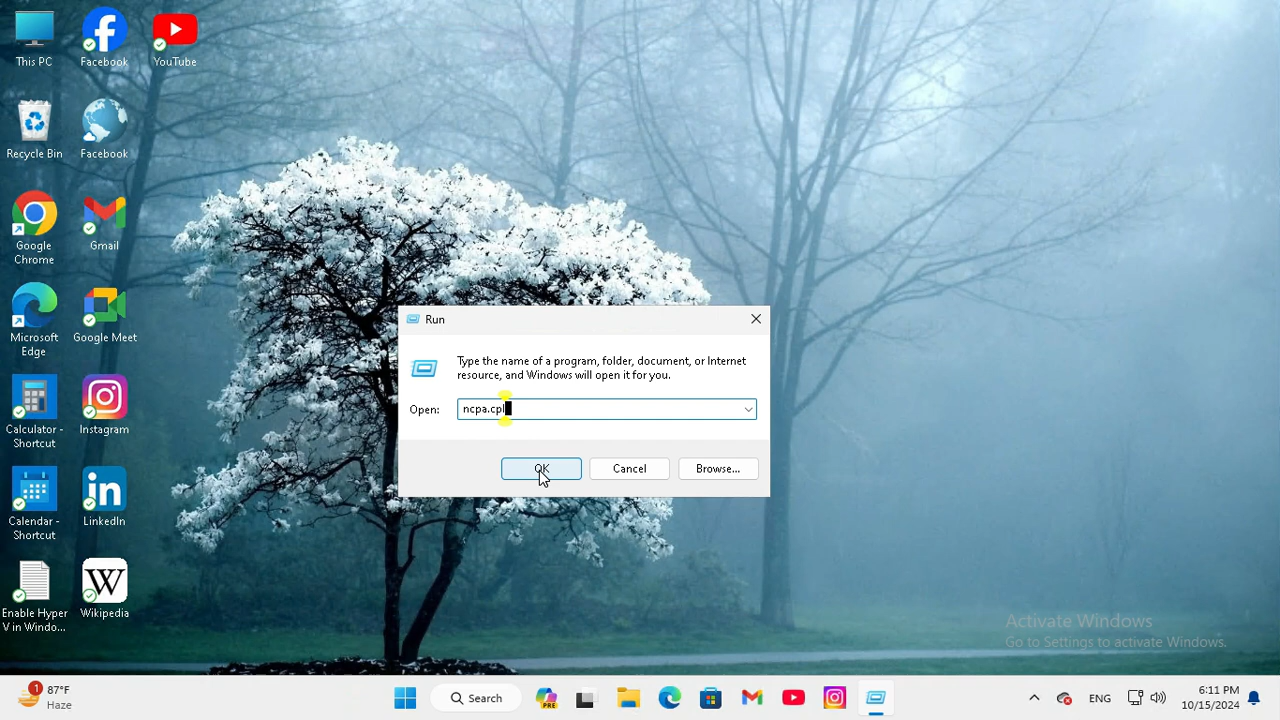 This PC
Facebook
YouTube
Recycle Bin
Facebook
Google
Chrome
Gmail
Microsoft
Edge
Google Meet
Calculator -
Shortcut
Instagram
Calendar -
Shortcut
LinkedIn
Enable Hyper
V in Windo...
W
Wikipedia
Run
Type the name of a program, folder, document, or Internet
resource, and Windows will open it for you.
Open: ncpa.cpl
OK Cancel Browse...
Activate Windows
Go to Settings to activate Windows.
1
87°F
Haze
Search
PRE
ENG
6:11 PM
10/15/2024